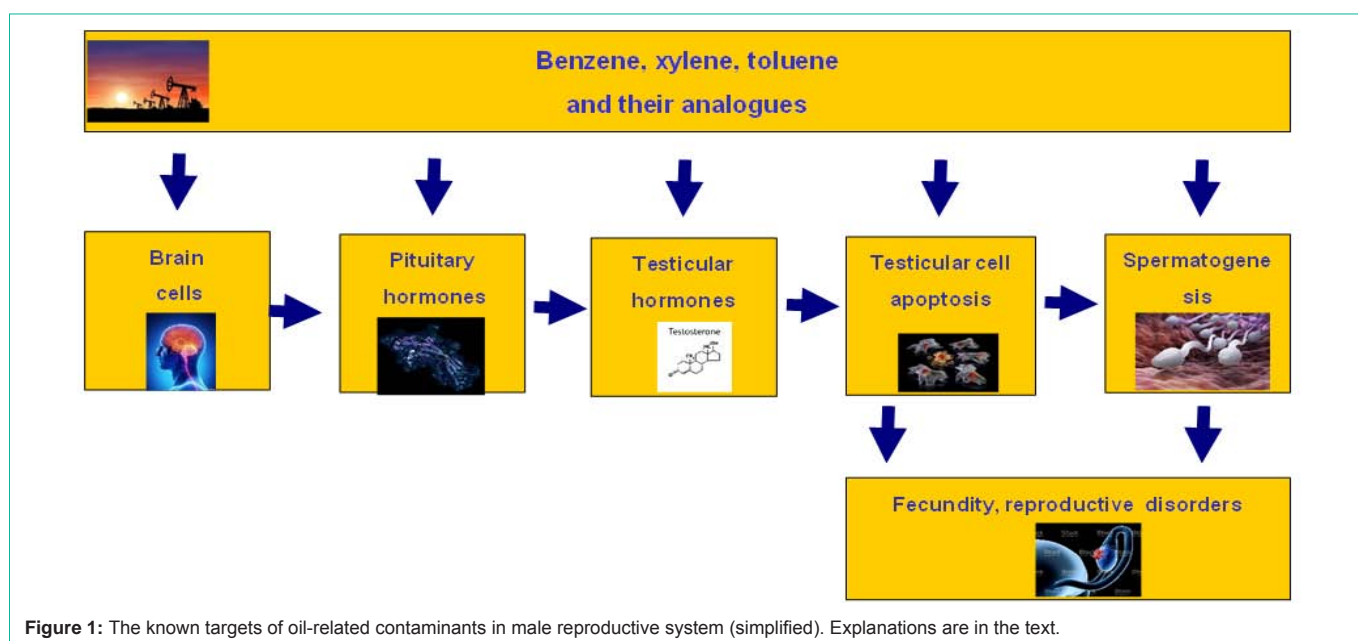 Benzene, xylene, toluene
and their analogues
Brain
cells
Pituitary
hormones
Testicular
hormones
Testosterone
Testicular cell
apoptosis
Spermatogene
sis
Fecundity, reproductive disorders
Figure 1: The known targets of oil-related contaminants in male reproductive system (simplified). Explanations are in the text.